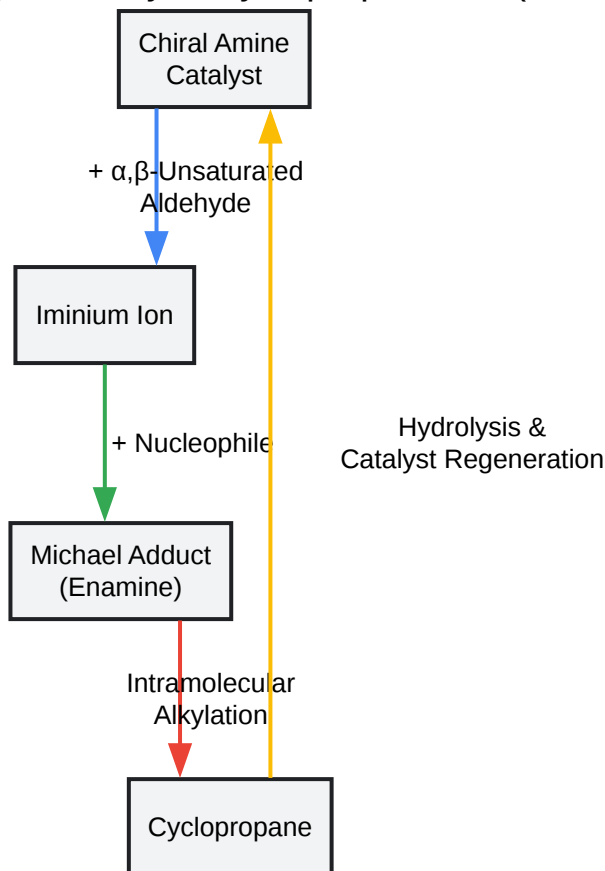 Chiral Amine
Catalyst
+ α,β-Unsaturated
Aldehyde
Iminium Ion
+ Nucleophile
Hydrolysis &
Catalyst Regeneration
Michael Adduct
(Enamine)
Intramolecular
Alkylation
Cyclopropane